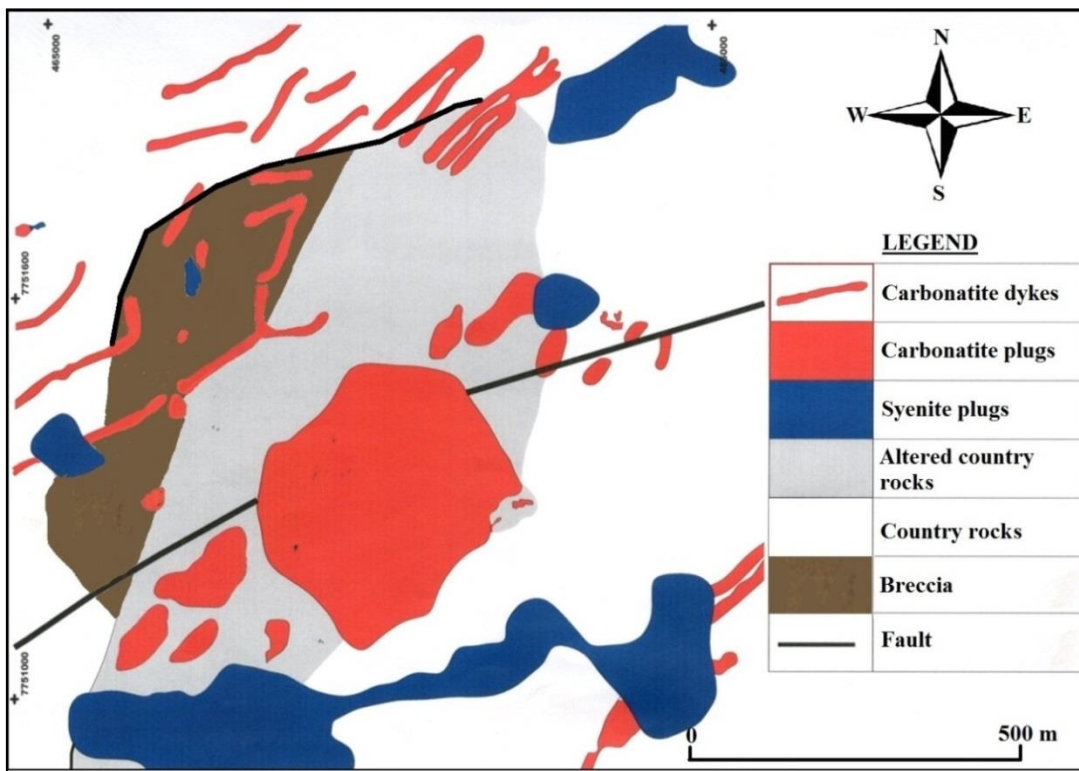 465000
N
W
E
S
LEGEND
7751600
Carbonatite dykes
Carbonatite plugs
Syenite plugs
Altered country
rocks
Country rocks
Breccia
Fault
7751000
0
500 m